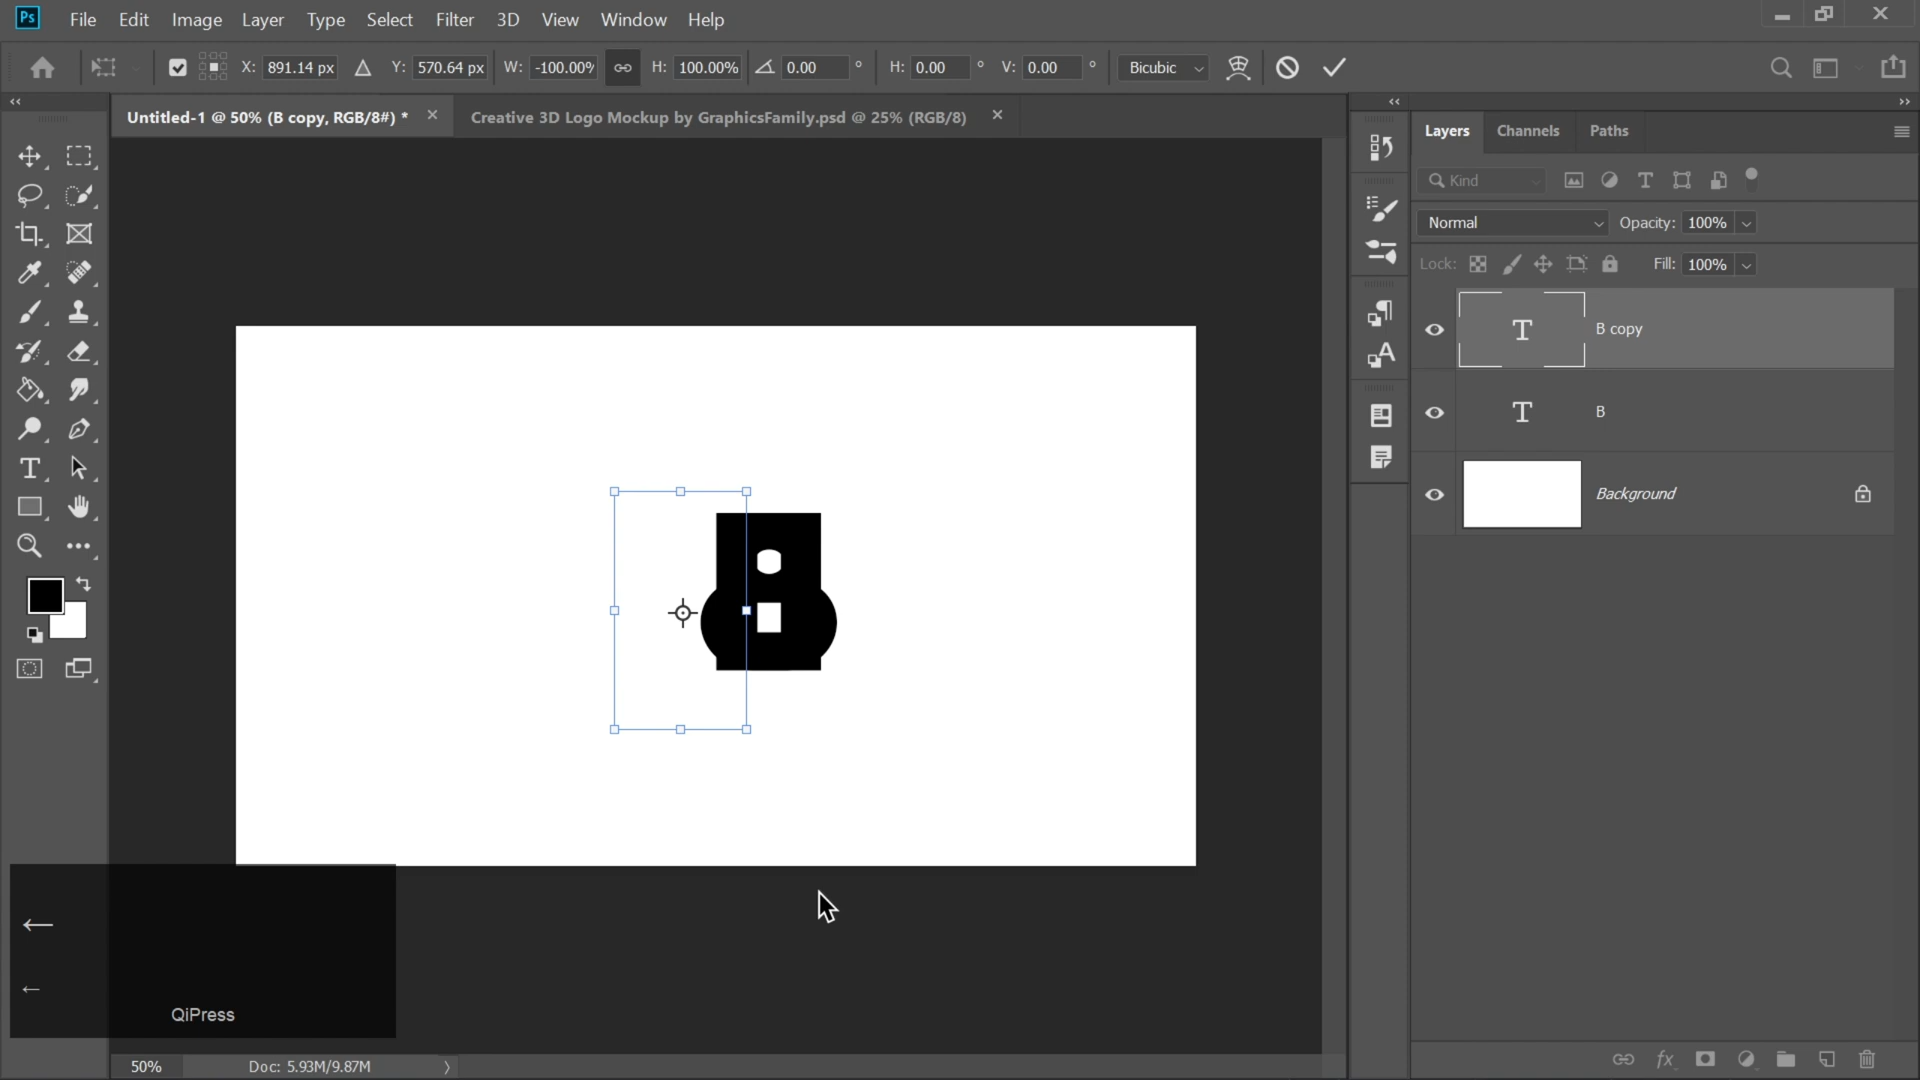 Ps File Edit Image Layer Type Select Filter 3D View Window Help
X: 891.14 px Y: 570.64 px W: -100.00% H: 100.00% 0.00 ° H: 0.00 ° V: 0.00 ° Bicubic
Untitled-1 @ 50% (B copy, RGB/8#) * Creative 3D Logo Mockup by GraphicsFamily.psd @ 25% (RGB/8)
Layers Channels Paths
Kind
Normal Opacity: 100%
Lock: Fill: 100%
B copy
B
Background
←
←
QiPress
50% Doc: 5.93M/9.87M